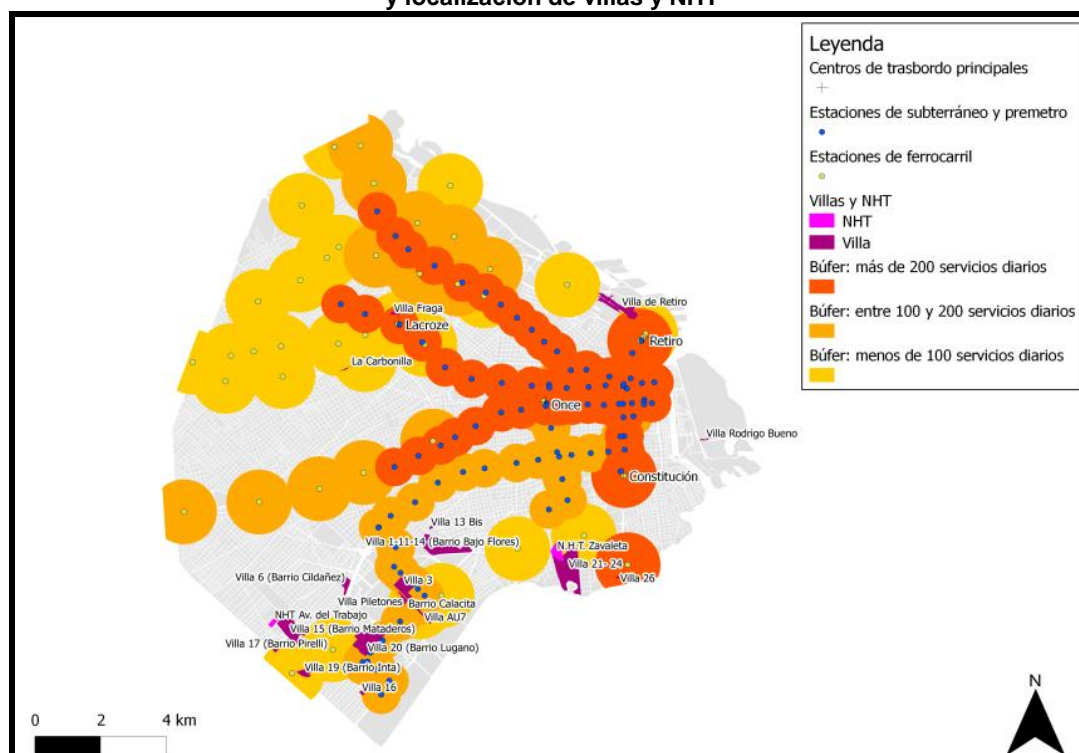 y localización de villas y NHT
Leyenda
Centros de trasbordo principales
Estaciones de subterráneo y premetro
Estaciones de ferrocarril
Villas y NHT
NHT
Villa
Búfer: más de 200 servicios diarios
Búfer: entre 100 y 200 servicios diarios
Búfer: menos de 100 servicios diarios
Villa de Retiro
Villa Fraga
Lacroze
Retiro
La Carbonilla
Once
Villa Rodrigo Bueno
Constitución
Villa 13 Bis
Villa 1-11-14 (Barrio Bajo Flores)
N.H.T. Zavaleta
Villa 21- 24
Villa 26
Villa 6 (Barrio Cildañez)
Villa 3
Villa Piletones
Barrio Calacita
Villa AU7
NHT Av. del Trabajo
Villa 15 (Barrio Mataderos)
Villa 17 (Barrio Pirelli)
Villa 20 (Barrio Lugano)
Villa 19 (Barrio Inta)
Villa 16
N
0 2 4 km